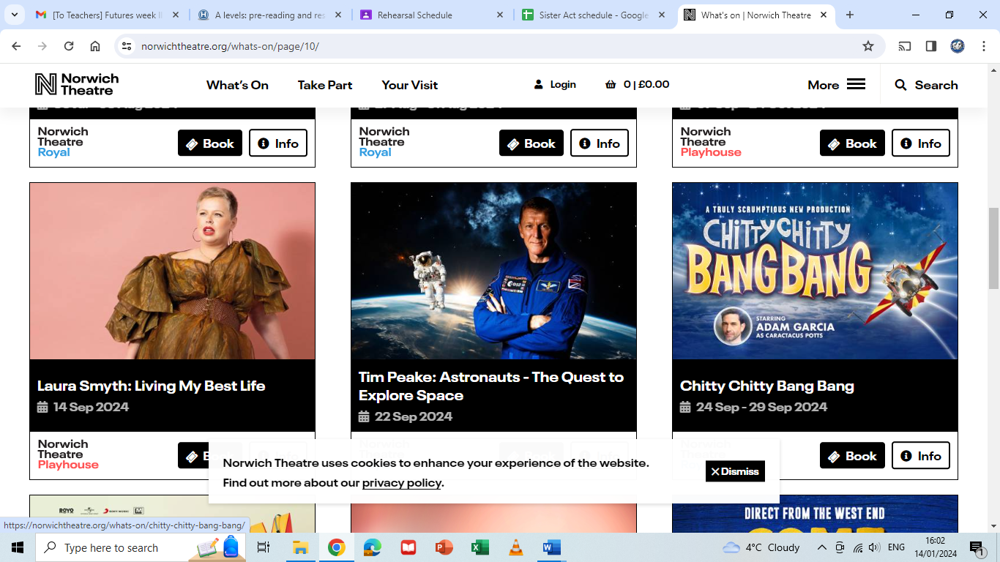 [To Teachers] Futures week
A levels: pre-reading and res
Rehearsal Schedule
Sister Act schedule - Google
What's on | Norwich Theatre
norwichtheatre.org/whats-on/page/10/
Norwich
Theatre
What's On
Take Part
Your Visit
Login
0 | £0.00
More
Search
Norwich
Theatre
Royal
Book
Info
Norwich
Theatre
Royal
Book
Info
Norwich
Theatre
Playhouse
Book
Info
A TRULY SCRUMPTIOUS NEW PRODUCTION
CHITTY CHITTY
BANG BANG
STARRING
ADAM GARCIA
AS CARACTACUS POTTS
esa
Laura Smyth: Living My Best Life
14 Sep 2024
Tim Peake: Astronauts - The Quest to
Explore Space
22 Sep 2024
Chitty Chitty Bang Bang
24 Sep - 29 Sep 2024
Norwich
Theatre
Playhouse
Book
Info
Norwich Theatre uses cookies to enhance your experience of the website.
Find out more about our privacy policy.
Dismiss
ROYO
SONY MUSIC
DIRECT FROM THE WEST END
COME
https://norwichtheatre.org/whats-on/chitty-chitty-bang-bang/
Type here to search
4°C Cloudy
ENG
16:02
14/01/2024
1